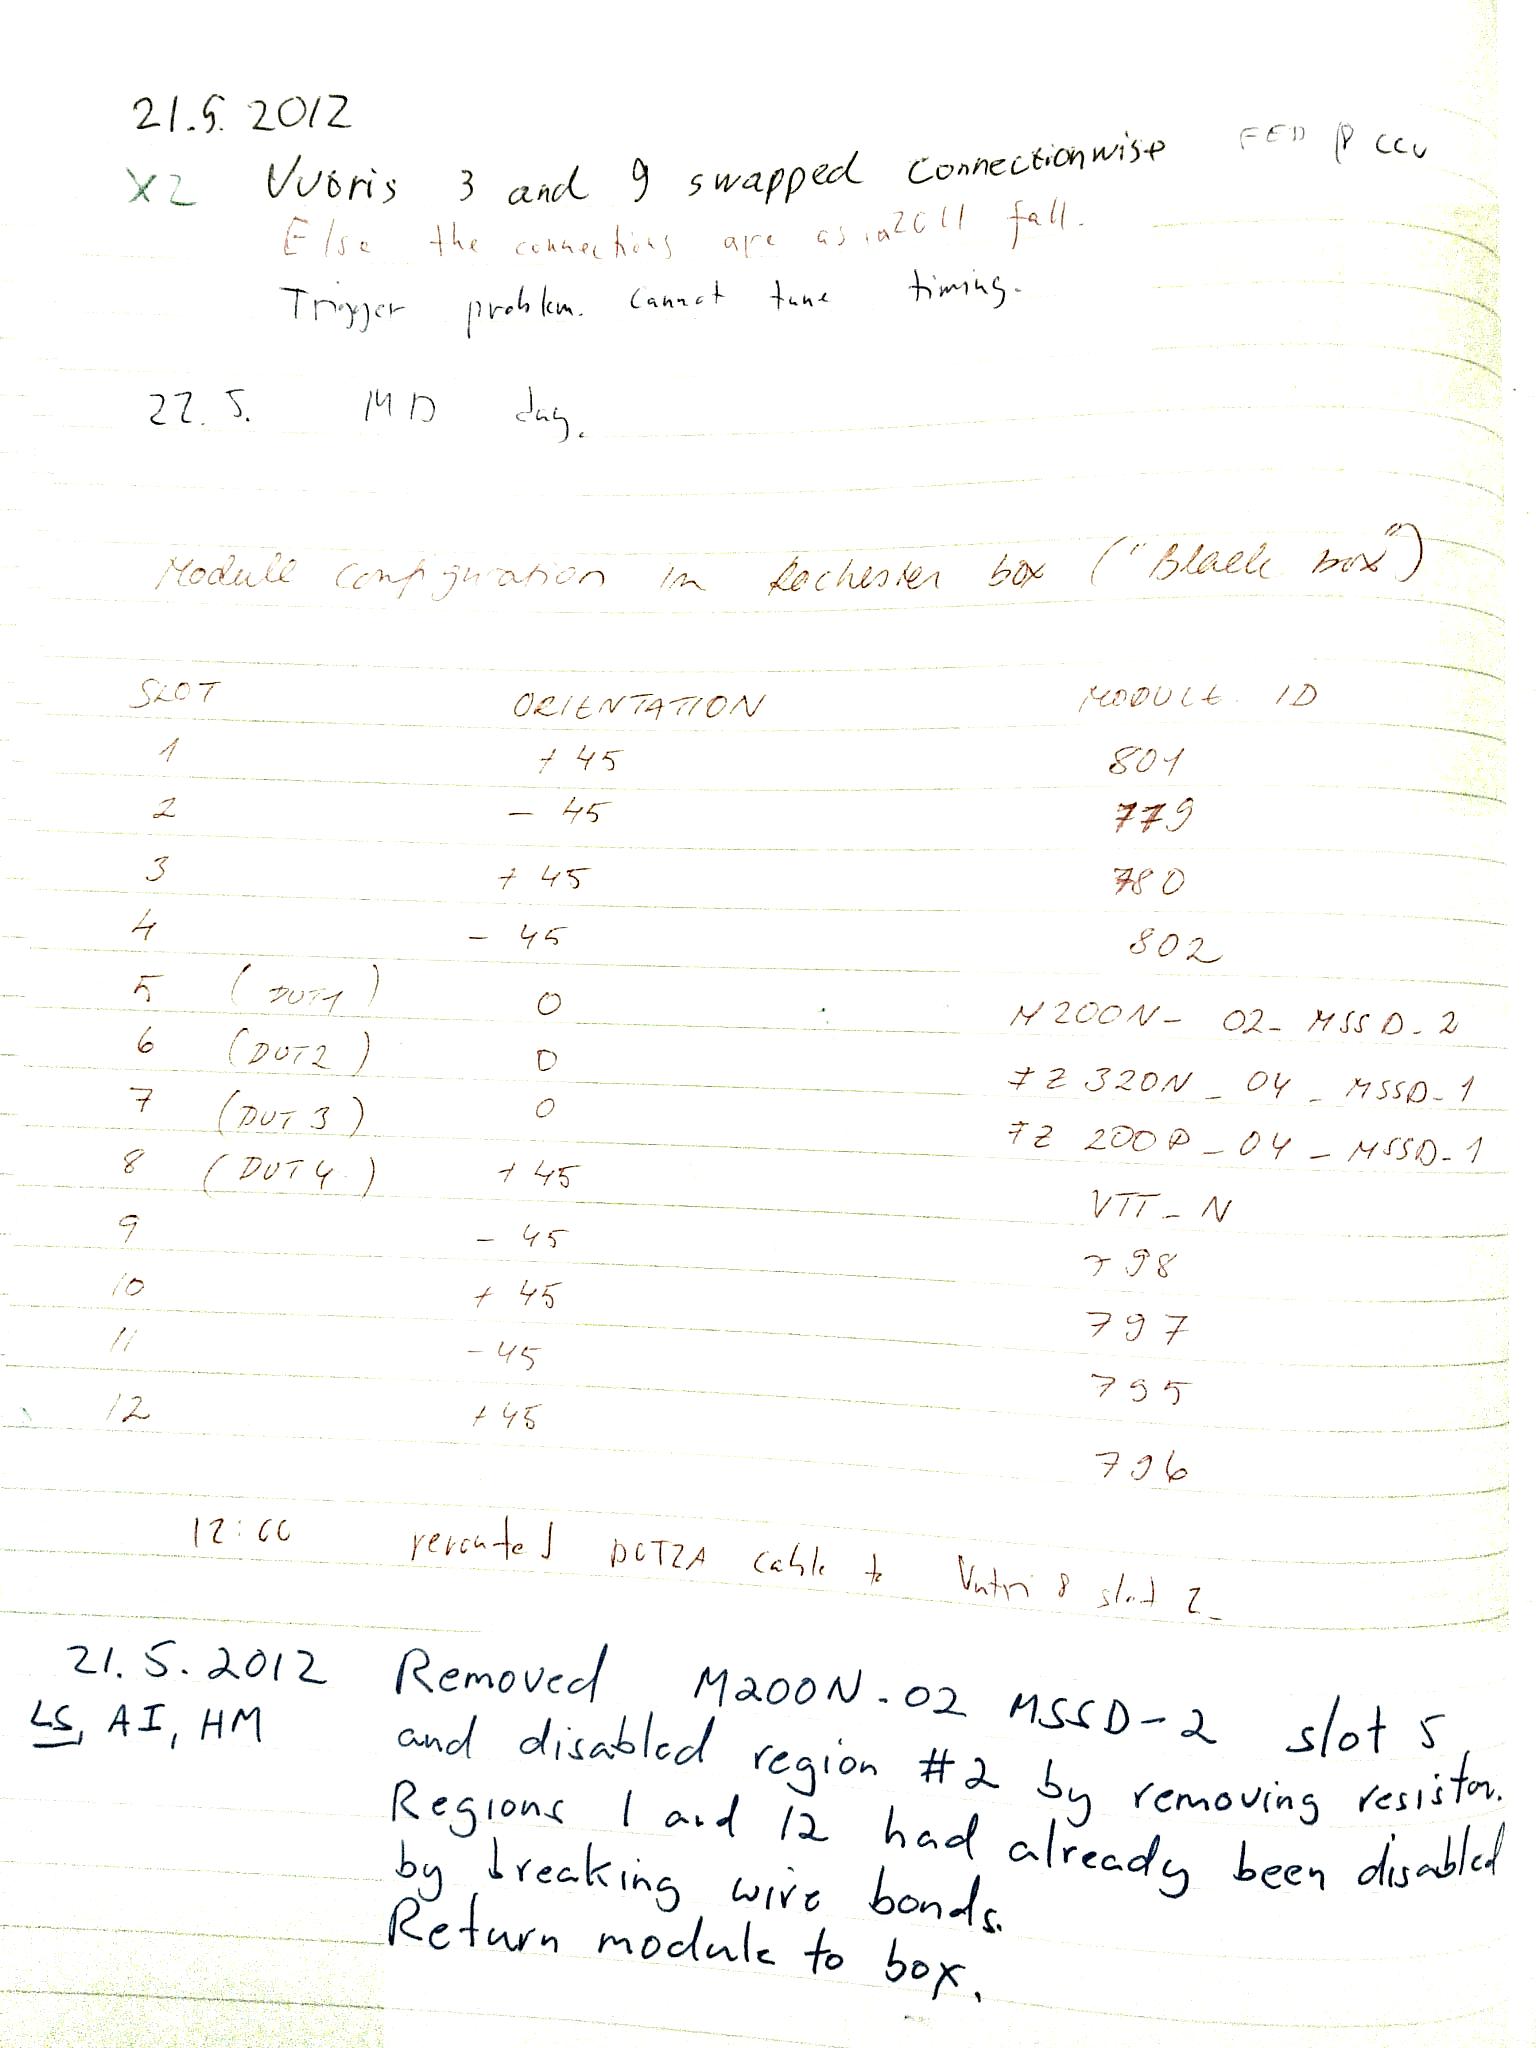 21.5.2012
X2 Vuoris 3 and 9 swapped connectionwise FED & CCU
Else the connections are as in 2011 fall.
Trigger problem. Cannot tune timing.
22.5. MD day.
Module configuration in Rochester box ("Black box")
SLOT ORIENTATION MODULE ID
1 +45 801
2 -45 779
3 +45 780
4 -45 802
5 (DUT1) 0 M200N-02-MSSD-2
6 (DUT2) 0 FZ320N_04_MSSD-1
7 (DUT3) 0 FZ200P_04_MSSD-1
8 (DUT4) +45 VTT_N
9 -45 798
10 +45 797
11 -45 795
12 +45 796
12:00 rerouted DUT2A cable to 8 slot 2.
21.5.2012 Removed M200N-02 MSSD-2 slot 5
LS, AI, HM and disabled region #2 by removing resistor.
Regions 1 and 12 had already been disabled
by breaking wire bonds.
Return module to box.